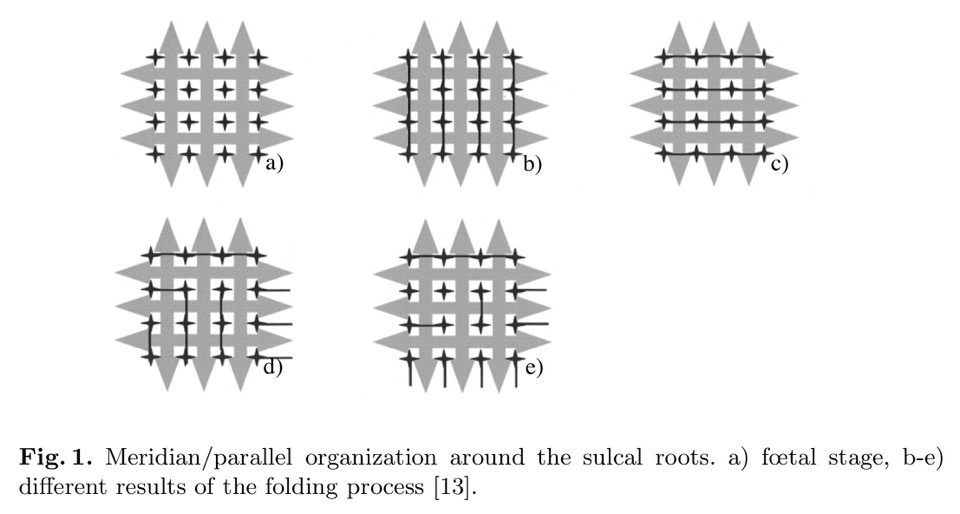 a)
b)
c)
d)
e)
Fig. 1. Meridian/parallel organization around the sulcal roots. a) fœtal stage, b-e)
different results of the folding process [13].